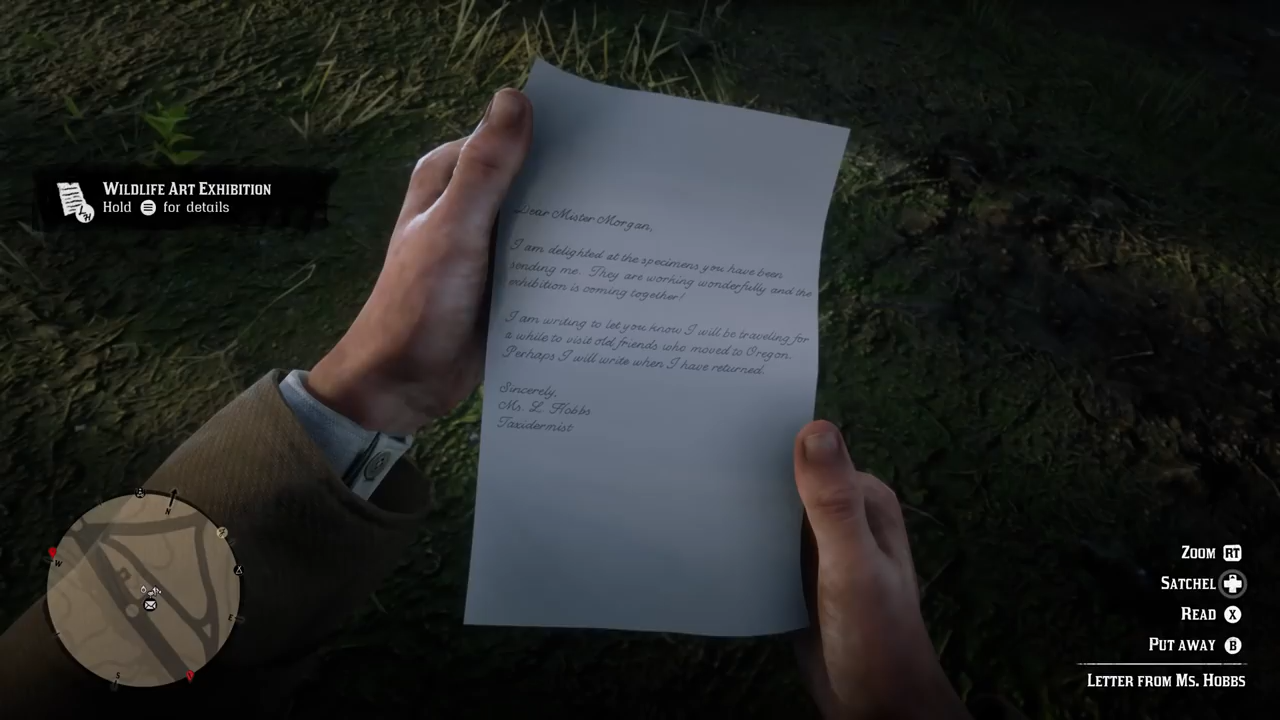 Wildlife Art Exhibition
Hold for details
Dear Mister Morgan,
I am delighted at the specimens you have been
sending me. They are working wonderfully and the
exhibition is coming together!
I am writing to let you know I will be traveling for
a while to visit old friends who moved to Oregon.
Perhaps I will write when I have returned.
Sincerely,
Ms. L. Hobbs
Taxidermist
N
W
E
S
Zoom RT
Satchel
Read X
Put away B
Letter from Ms. Hobbs